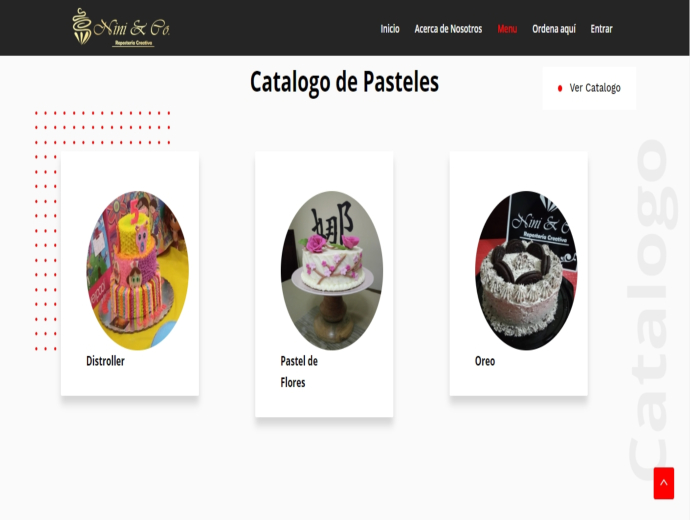 Nini & Co.
Repostería Creativa
Inicio
Acerca de Nosotros
Menu
Ordena aquí
Entrar
Catalogo de Pasteles
Ver Catalogo
Catalogo
娜
Nini & C
Repostería Creativa
Distroller
Pastel de
Flores
Oreo